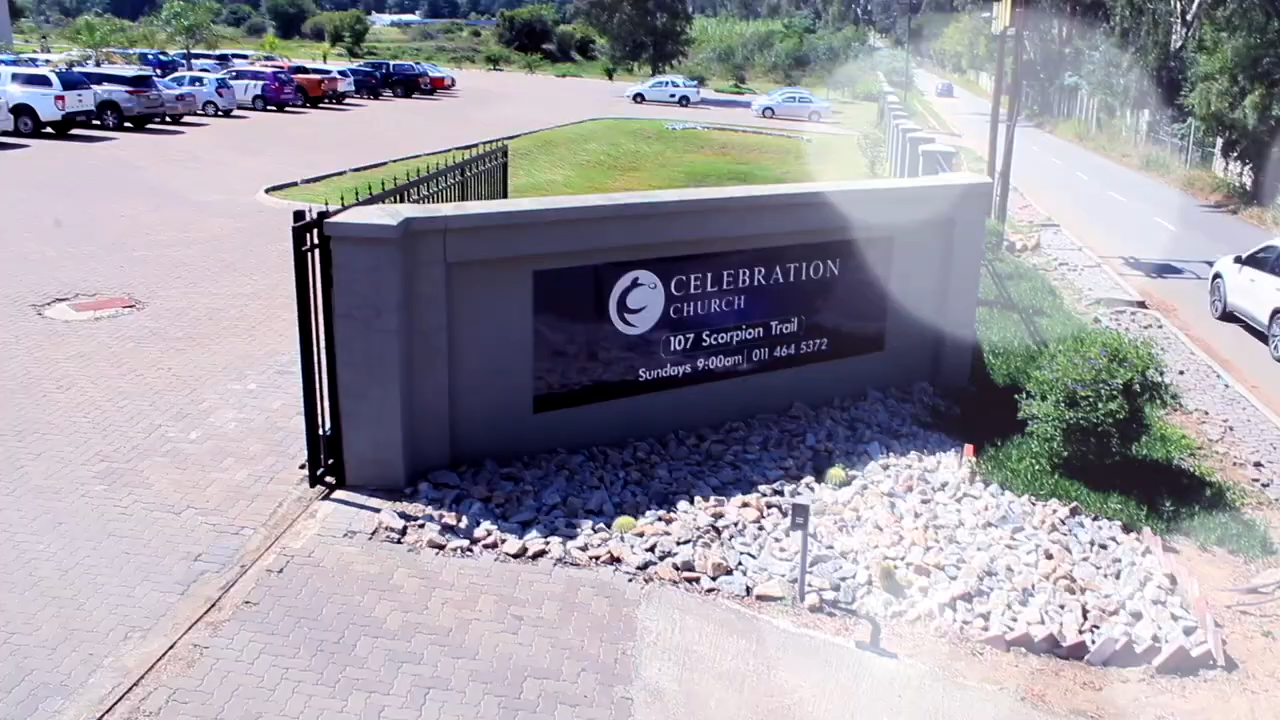 CELEBRATION
CHURCH
107 Scorpion Trail
Sundays 9:00am | 011 464 5372